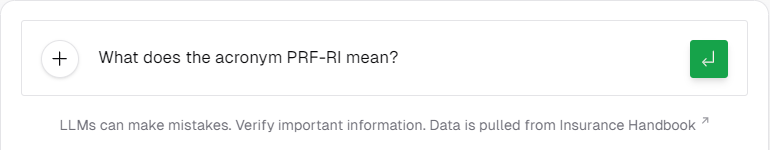 What does the acronym PRF-RI mean?
LLMs can make mistakes. Verify important information. Data is pulled from Insurance Handbook ↗